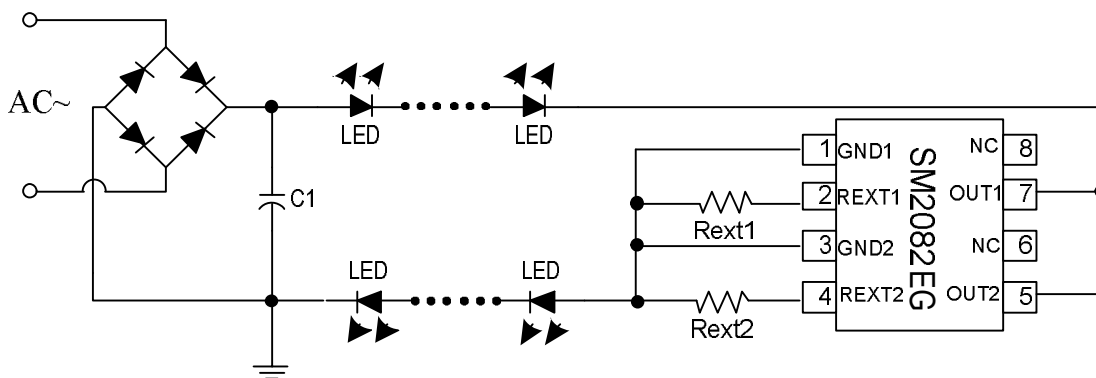 AC~
LED
LED
C1
LED
LED
Rext1
Rext2
1 GND1
2 REXT1
3 GND2
4 REXT2
SM2082EG
NC 8
OUT1 7
NC 6
OUT2 5